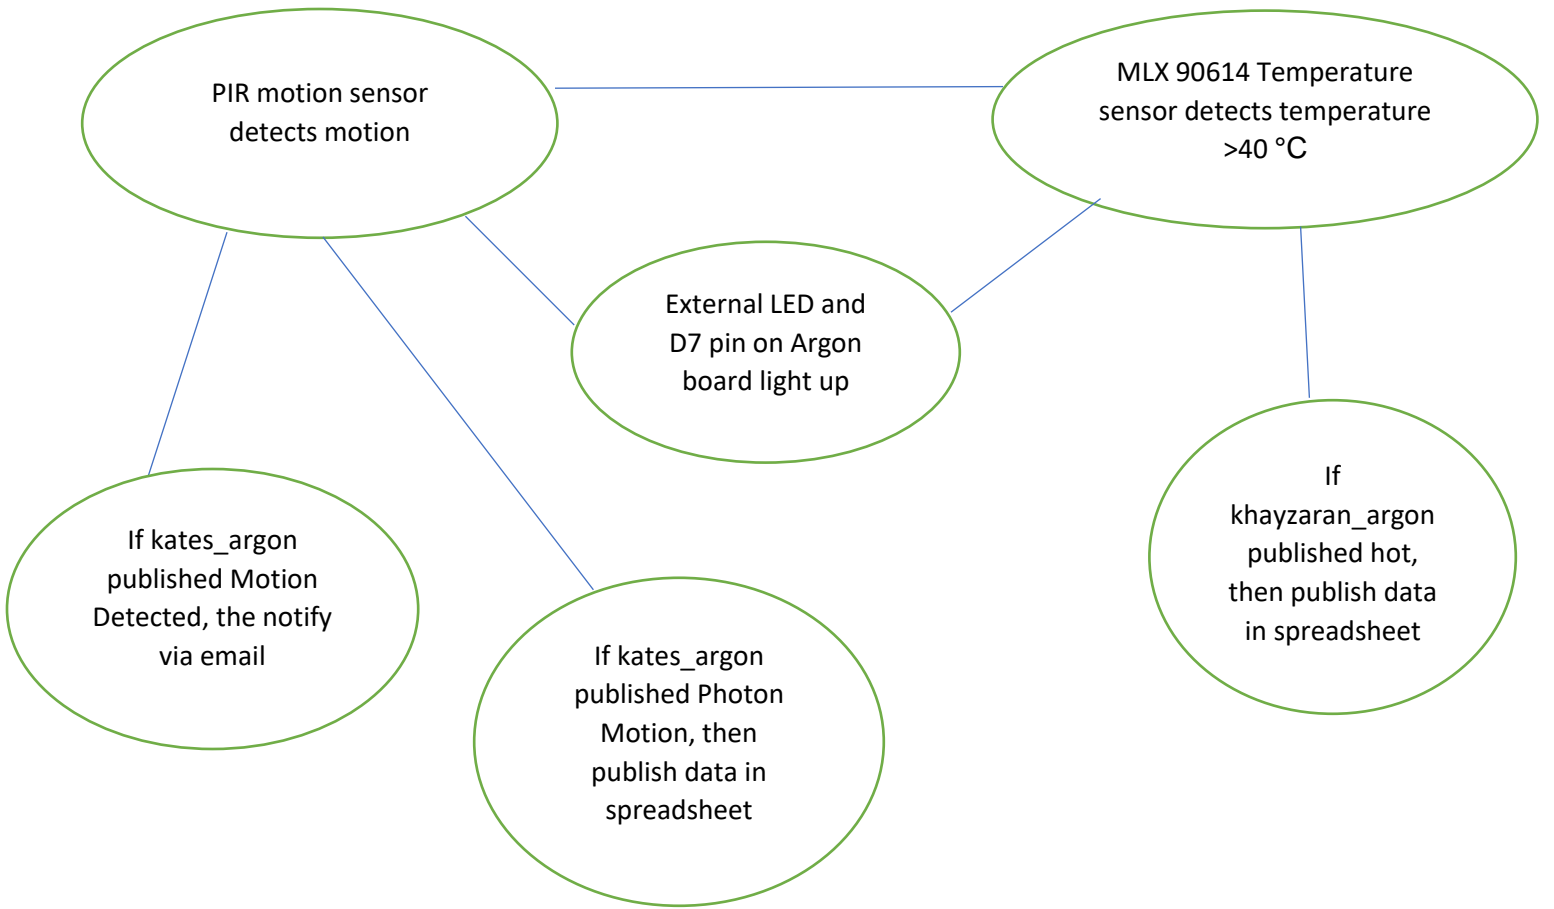 PIR motion sensor
detects motion
MLX 90614 Temperature
sensor detects temperature
>40 °C
External LED and
D7 pin on Argon
board light up
If kates_argon
published Motion
Detected, the notify
via email
If kates_argon
published Photon
Motion, then
publish data in
spreadsheet
If
khayzaran_argon
published hot,
then publish data
in spreadsheet